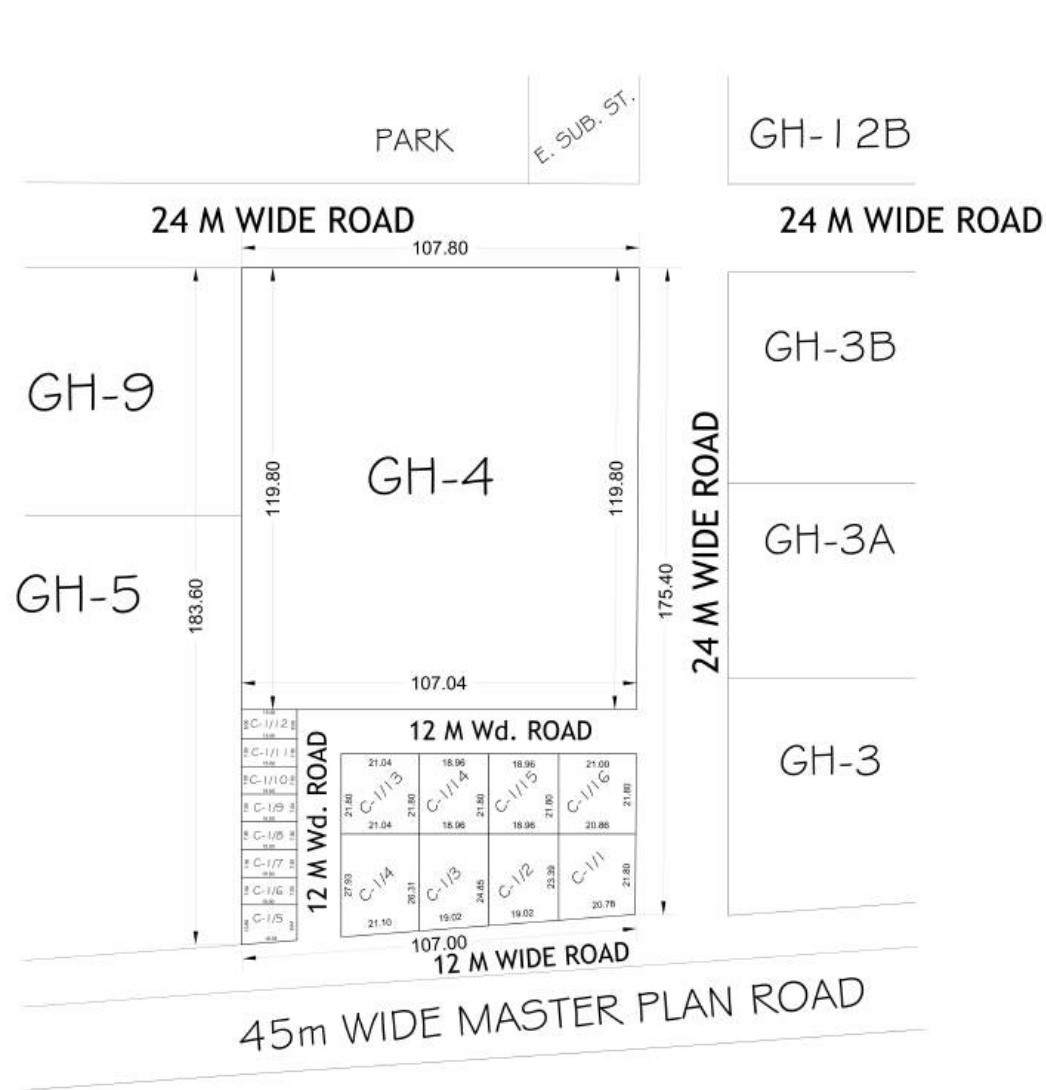 PARK
E. SUB. ST.
GH-12B
24 M WIDE ROAD
24 M WIDE ROAD
107.80
GH-9
GH-4
GH-3B
119.80
119.80
24 M WIDE ROAD
GH-3A
GH-5
183.60
175.40
107.04
GH-3
12 M Wd. ROAD
12 M Wd. ROAD
C-1/12
C-1/11
C-1/10
C-1/9
C-1/8
C-1/7
C-1/6
C-1/5
21.04
18.96
18.96
21.00
21.80
C-1/13
21.80
C-1/14
21.80
C-1/15
21.80
C-1/16
21.80
21.04
18.96
18.96
20.86
27.93
C-1/4
26.31
C-1/3
24.85
C-1/2
23.39
C-1/1
21.80
21.10
19.02
19.02
20.78
107.00
12 M WIDE ROAD
45m WIDE MASTER PLAN ROAD